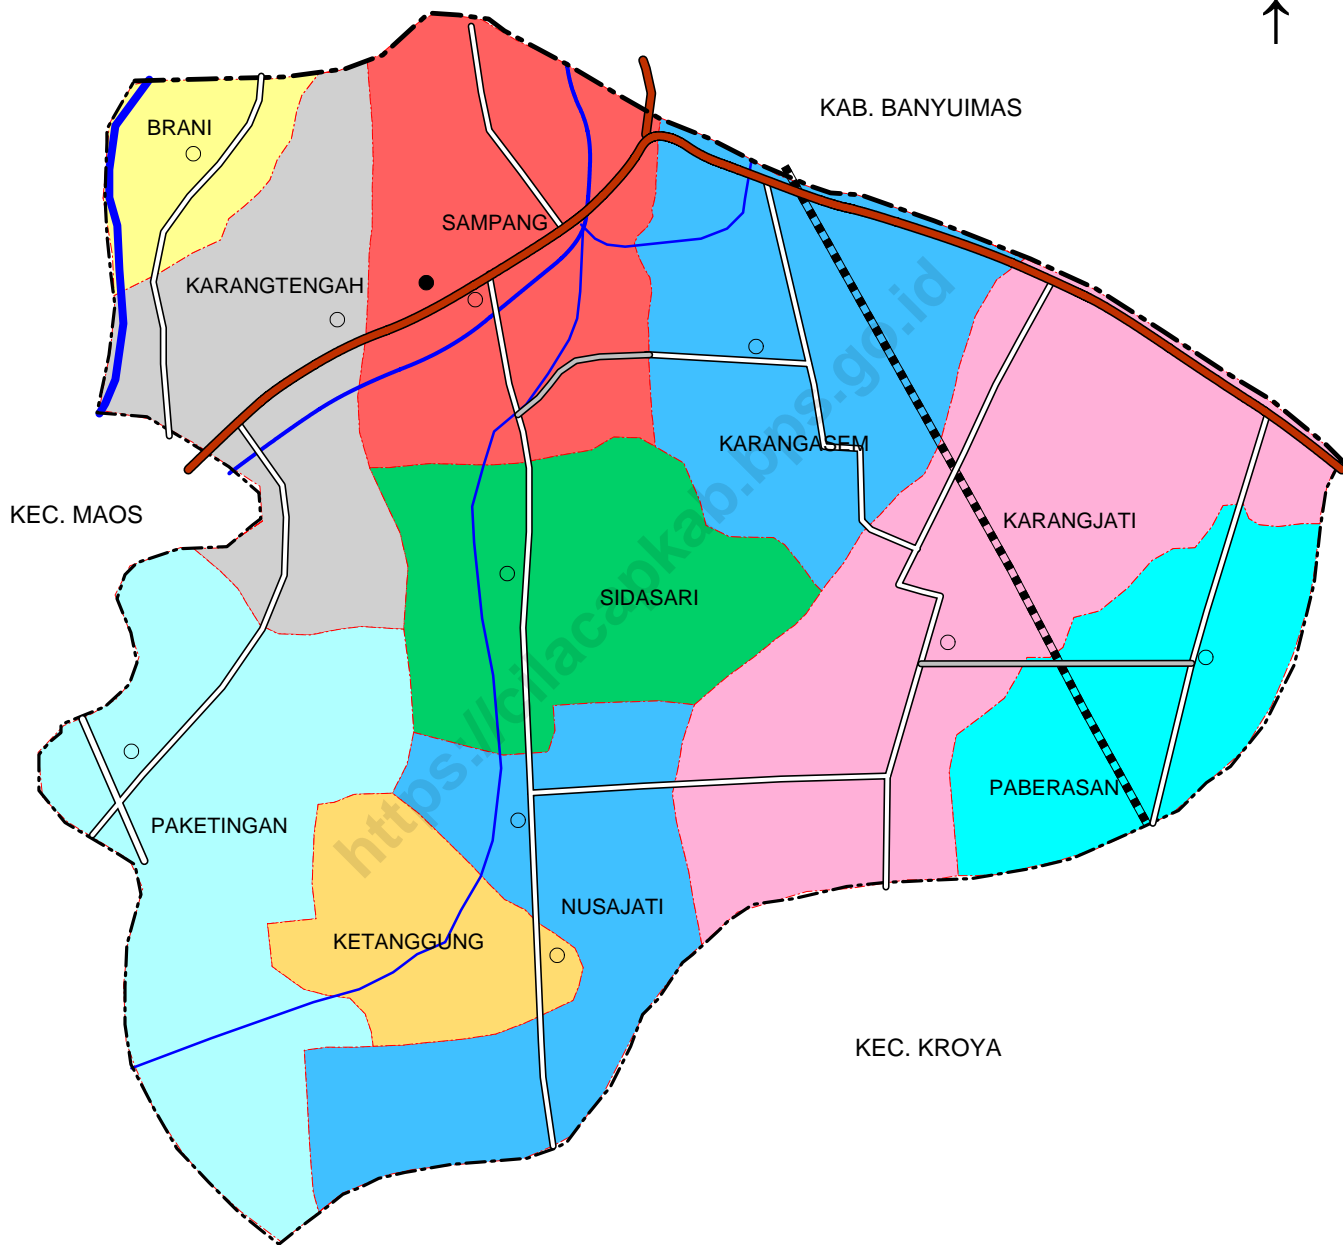 KAB. BANYUIMAS
BRANI
SAMPANG
KARANGTENGAH
KARANGASEM
KEC. MAOS
KARANGJATI
SIDASARI
https://cilacapkab.bps.go.id
PABERASAN
PAKETINGAN
NUSAJATI
KETANGGUNG
KEC. KROYA